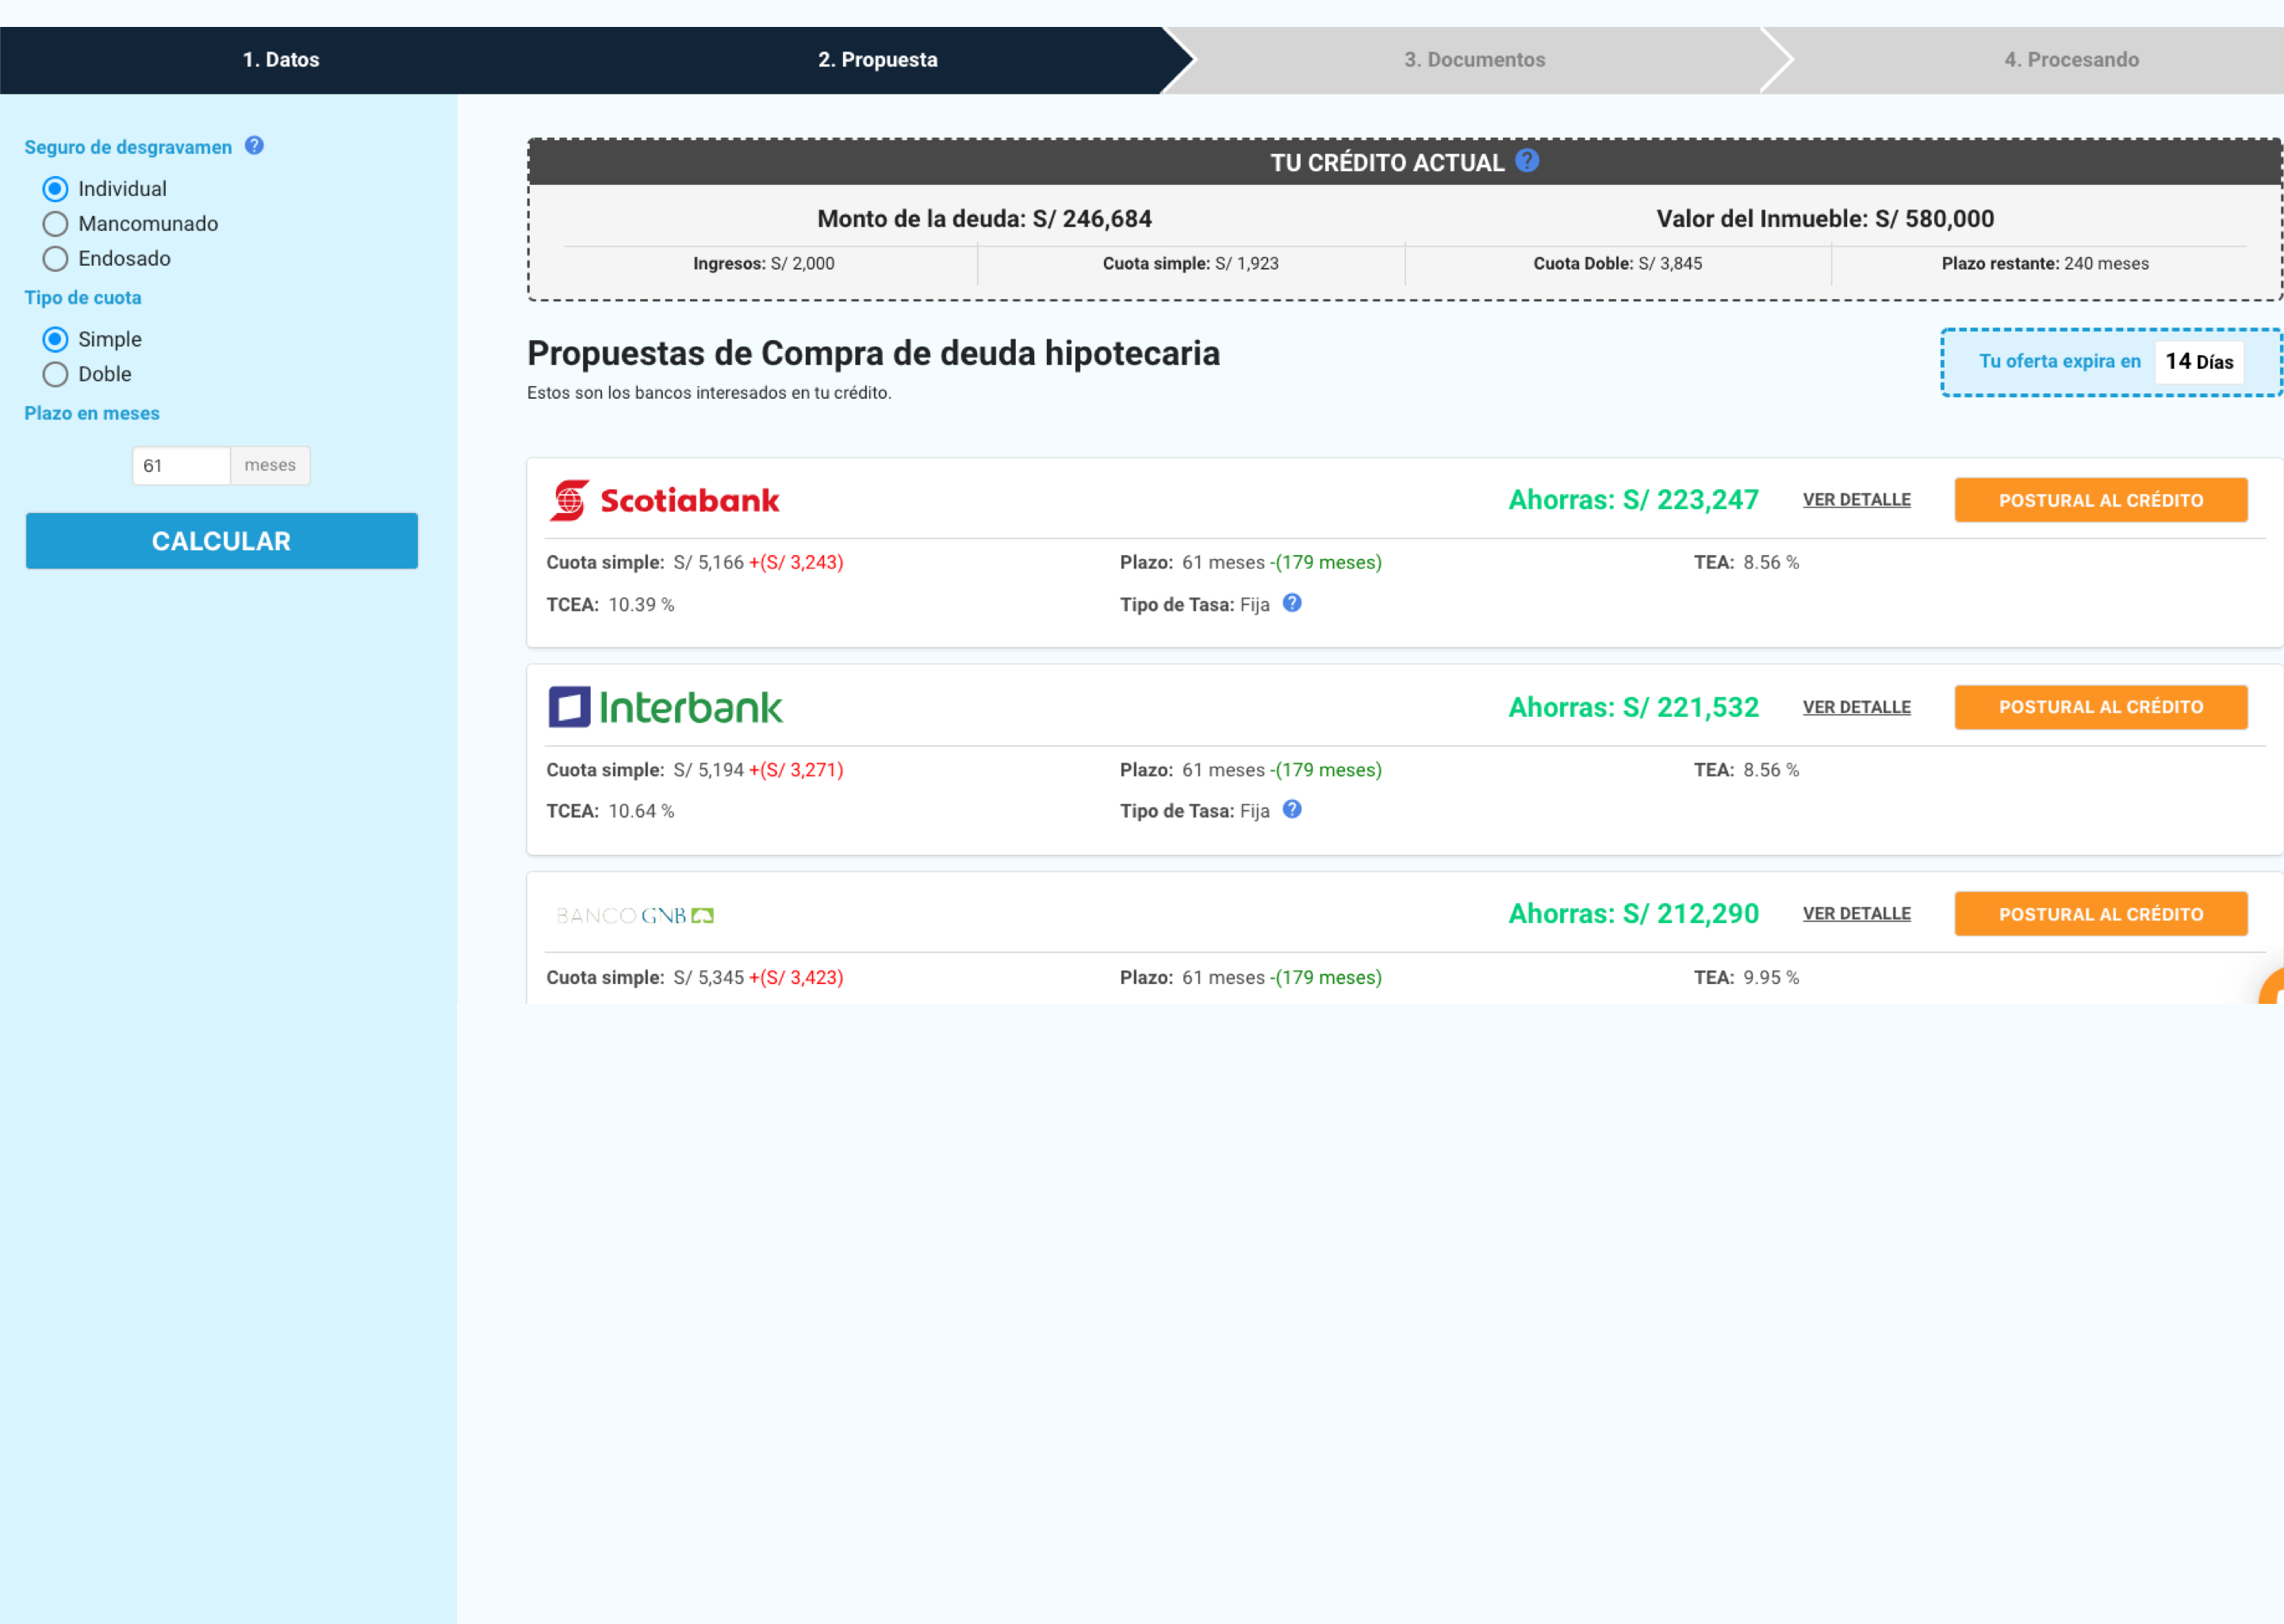 1. Datos
2. Propuesta
3. Documentos
4. Procesando
Seguro de desgravamen ?
Individual
Mancomunado
Endosado
Tipo de cuota
Simple
Doble
Plazo en meses
61 meses
CALCULAR
TU CRÉDITO ACTUAL ?
Monto de la deuda: S/ 246,684
Valor del Inmueble: S/ 580,000
Ingresos: S/ 2,000
Cuota simple: S/ 1,923
Cuota Doble: S/ 3,845
Plazo restante: 240 meses
Propuestas de Compra de deuda hipotecaria
Estos son los bancos interesados en tu crédito.
Tu oferta expira en 14 Días
Scotiabank
Ahorras: S/ 223,247
VER DETALLE
POSTURAL AL CRÉDITO
Cuota simple: S/ 5,166 +(S/ 3,243)
Plazo: 61 meses -(179 meses)
TEA: 8.56 %
TCEA: 10.39 %
Tipo de Tasa: Fija ?
Interbank
Ahorras: S/ 221,532
VER DETALLE
POSTURAL AL CRÉDITO
Cuota simple: S/ 5,194 +(S/ 3,271)
Plazo: 61 meses -(179 meses)
TEA: 8.56 %
TCEA: 10.64 %
Tipo de Tasa: Fija ?
BANCO GNB
Ahorras: S/ 212,290
VER DETALLE
POSTURAL AL CRÉDITO
Cuota simple: S/ 5,345 +(S/ 3,423)
Plazo: 61 meses -(179 meses)
TEA: 9.95 %